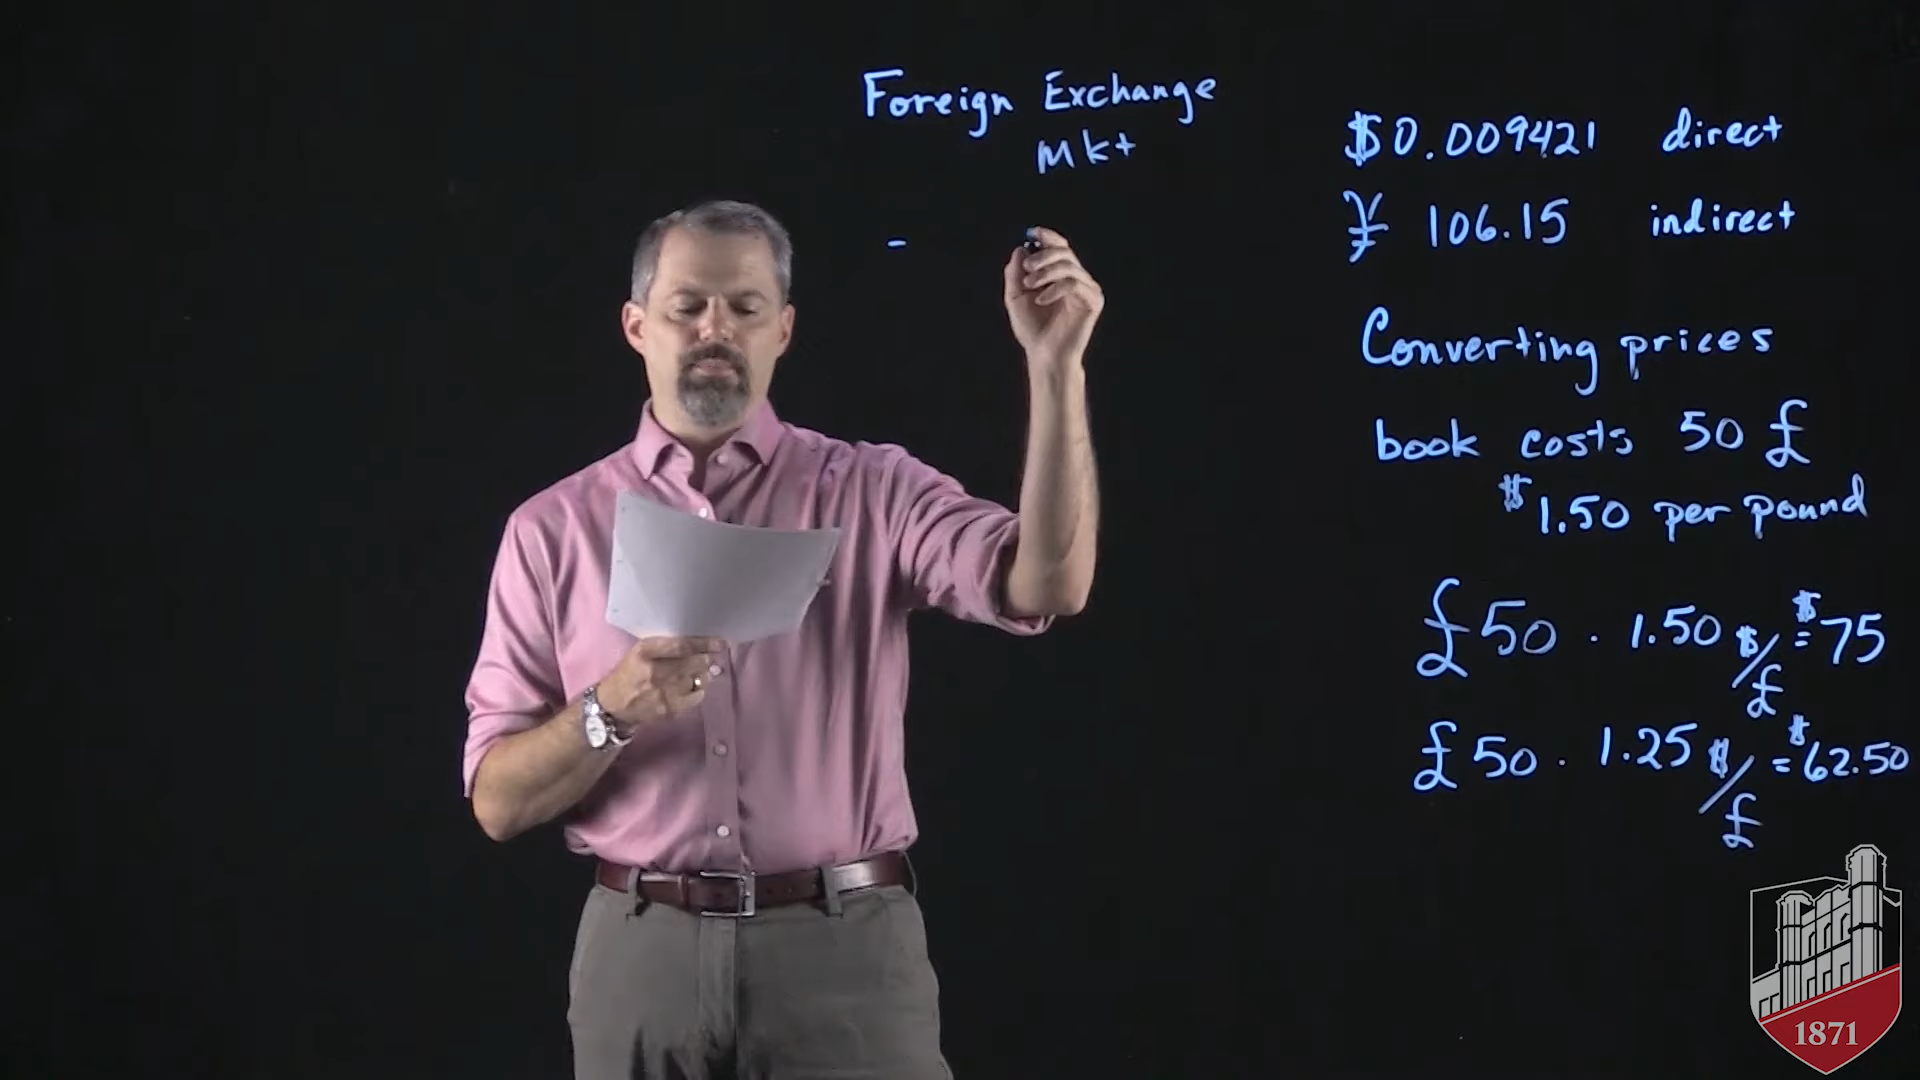 Foreign Exchange
Mkt
-
$0.009421 direct
¥ 106.15 indirect
Converting prices
book costs 50 £
$1.50 per pound
£50 · 1.50 $/£ = $75
£50 · 1.25 $/£ = $62.50
1871